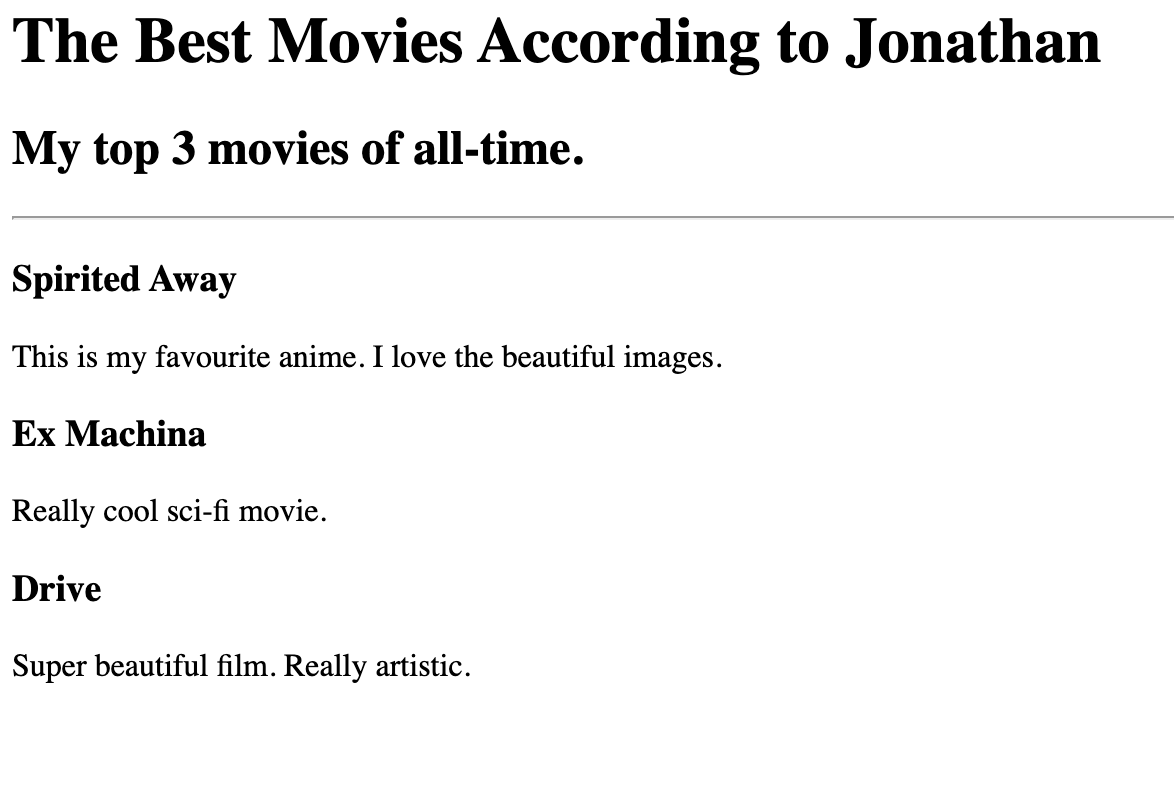 The Best Movies According to Jonathan
My top 3 movies of all-time.
Spirited Away
This is my favourite anime. I love the beautiful images.
Ex Machina
Really cool sci-fi movie.
Drive
Super beautiful film. Really artistic.